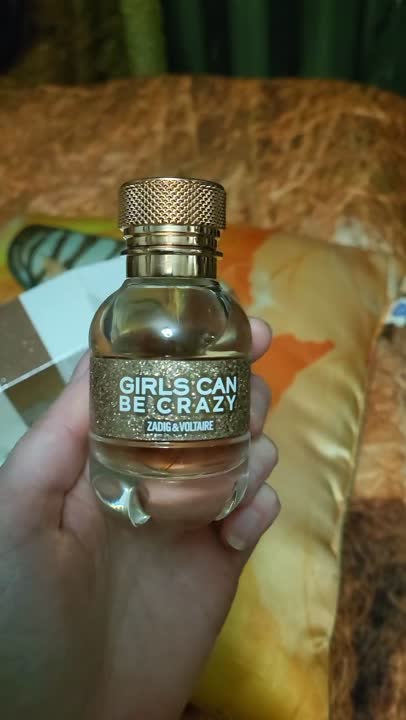 GIRLS CAN
BE CRAZY
ZADIG & VOLTAIRE